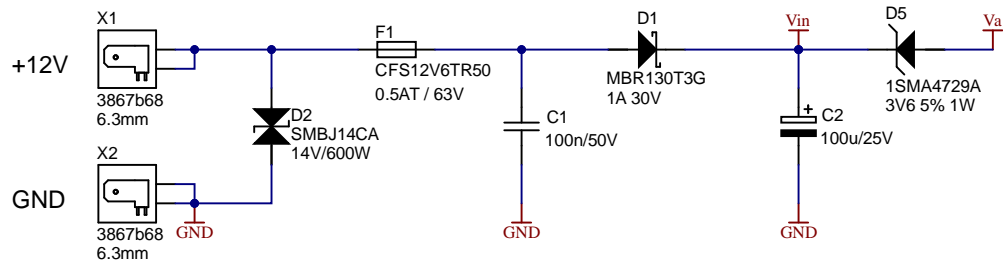 X1
+12V
3867b68
6.3mm
X2
GND
3867b68
6.3mm
GND
D2
SMBJ14CA
14V/600W
F1
CFS12V6TR50
0.5AT / 63V
C1
100n/50V
GND
D1
MBR130T3G
1A 30V
Vin
+
C2
100u/25V
GND
D5
1SMA4729A
3V6 5% 1W
Va